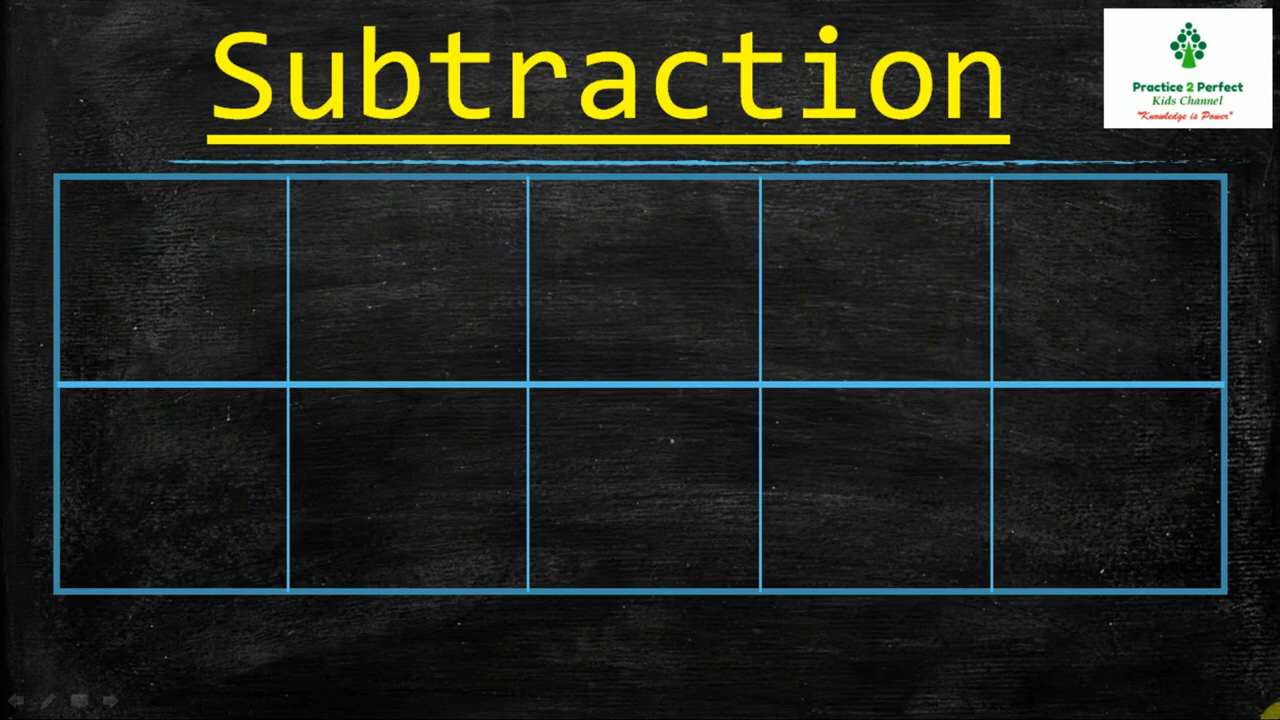 Subtraction
Practice 2 Perfect
Kids Channel
"Knowledge is Power"